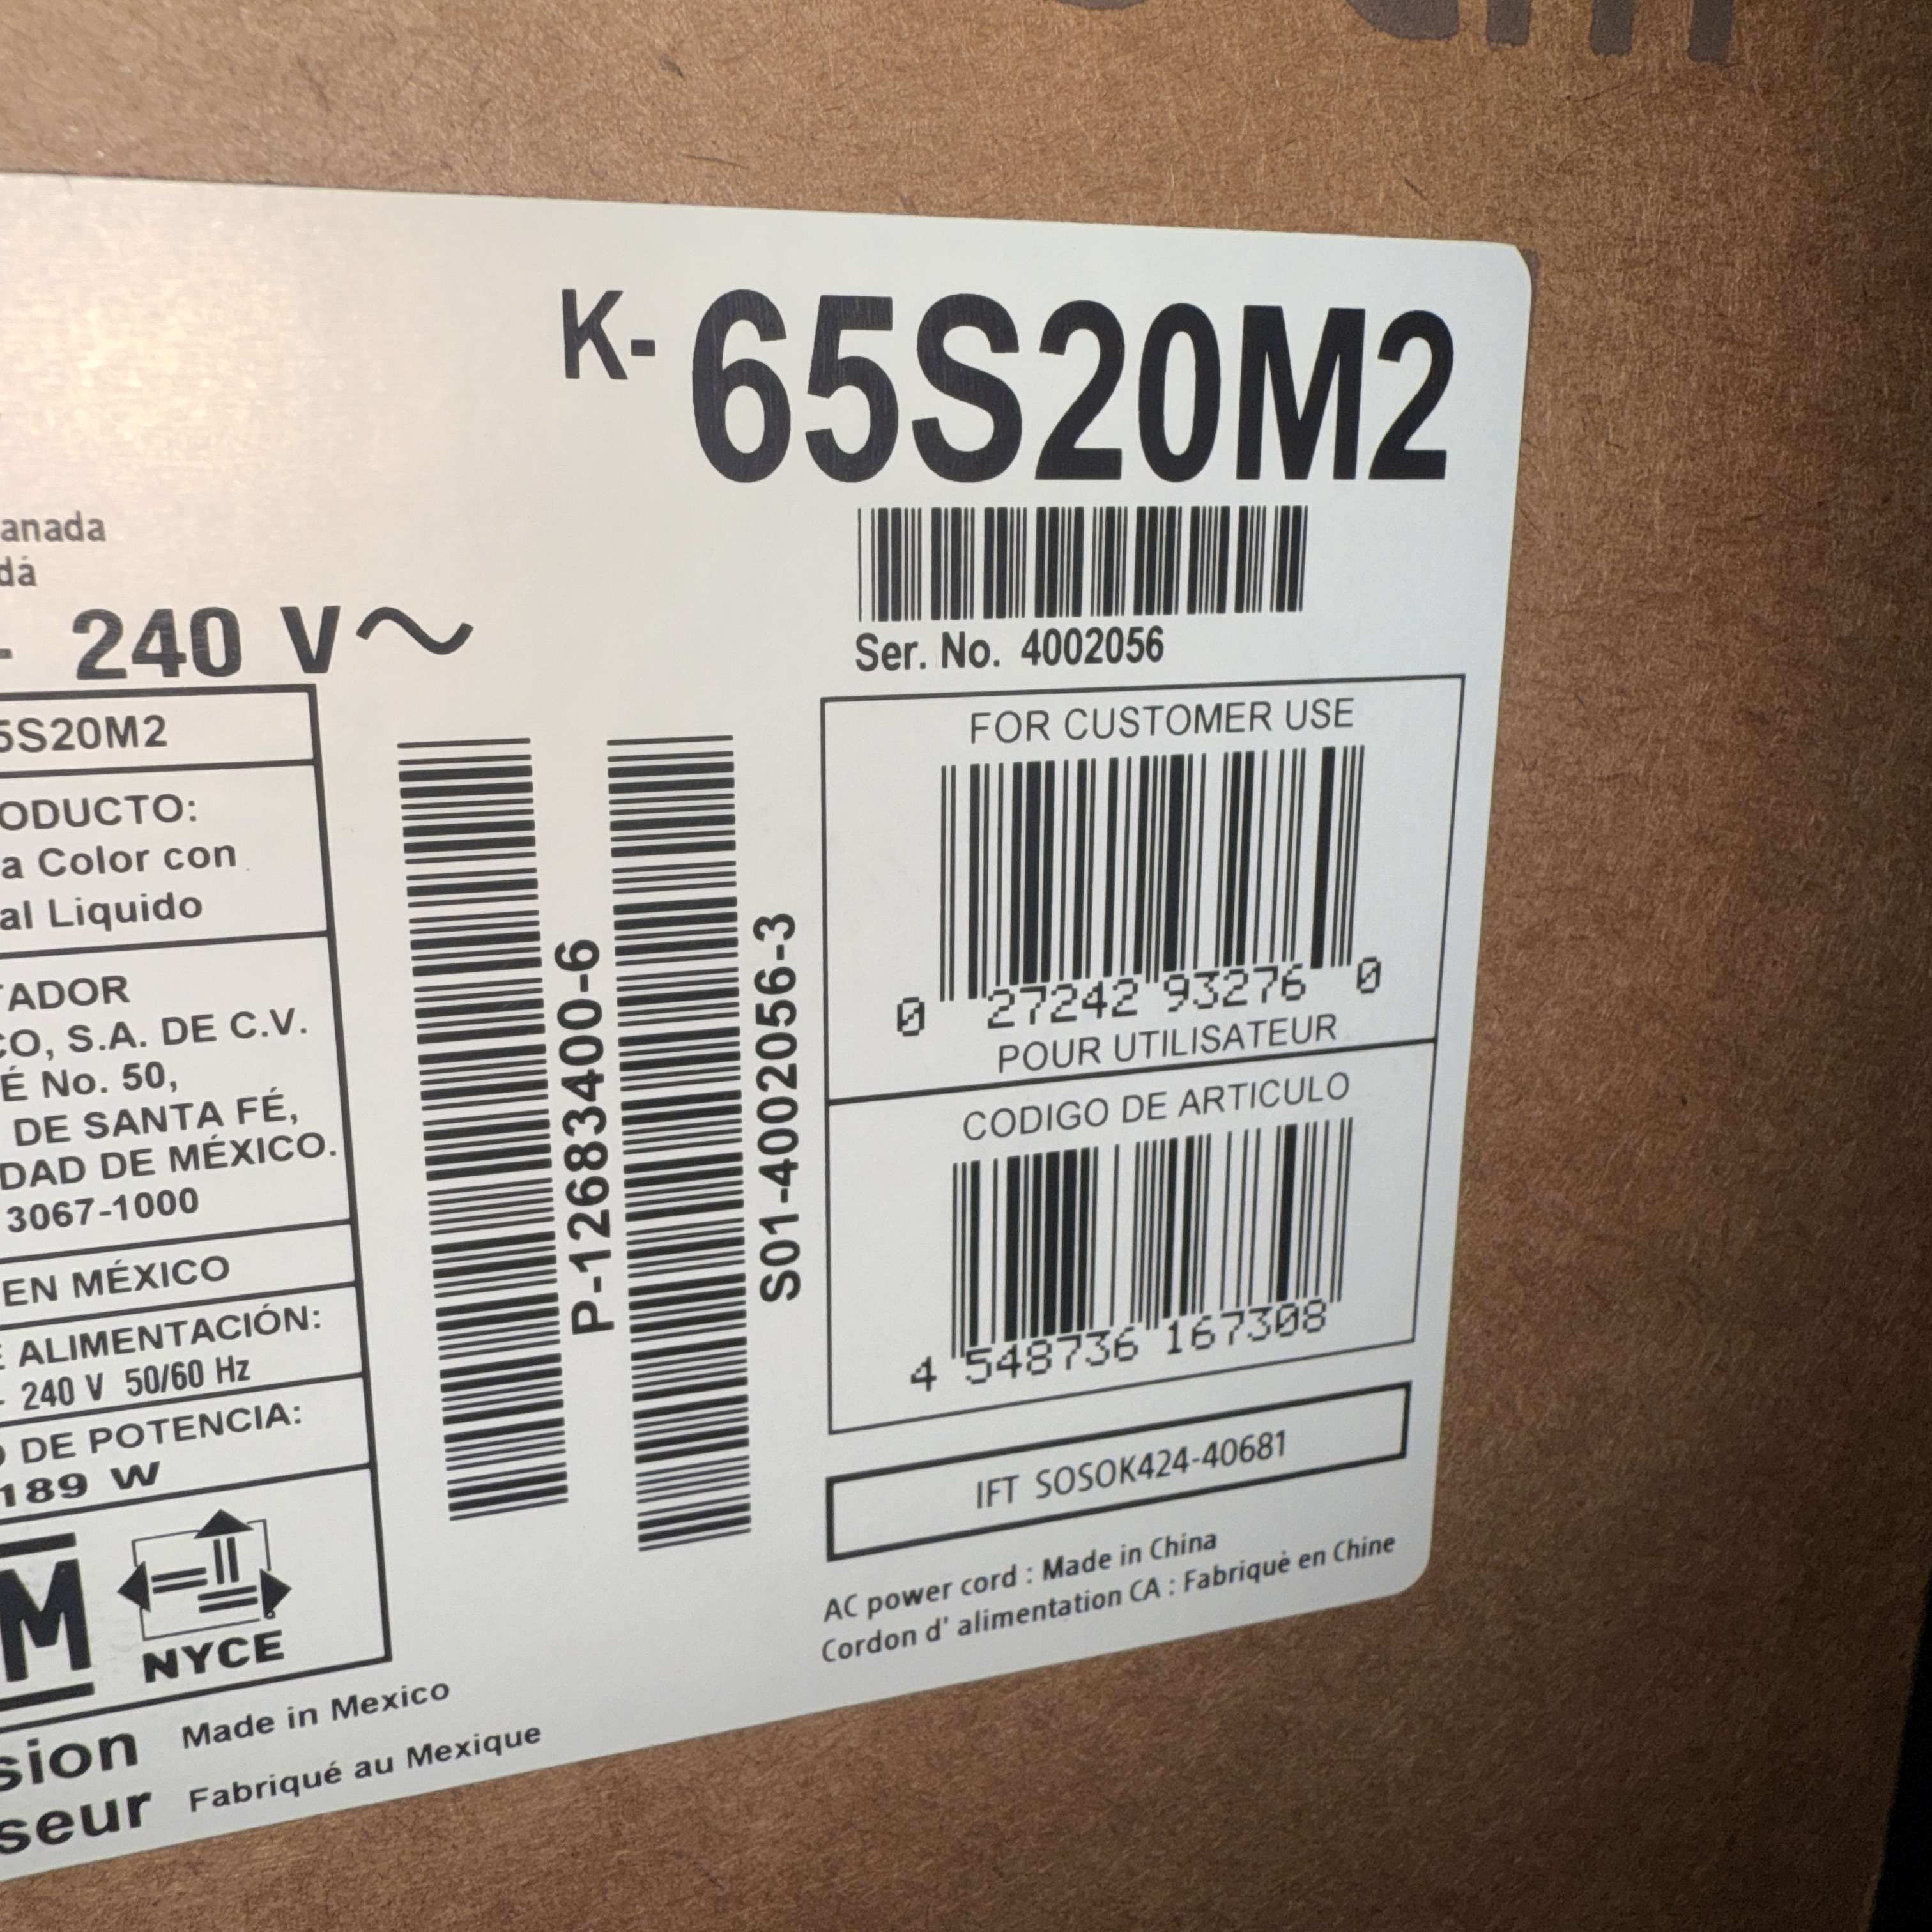 K-65S20M2
anada
dá
- 240 V~
Ser. No. 4002056
5S20M2
ODUCTO:
a Color con
al Liquido
TADOR
CO, S.A. DE C.V.
É No. 50,
DE SANTA FÉ,
DAD DE MÉXICO.
3067-1000
EN MÉXICO
E ALIMENTACIÓN:
- 240 V 50/60 Hz
O DE POTENCIA:
189 W
M
NYCE
sion
Made in Mexico
seur
Fabriqué au Mexique
P-12683400-6
S01-4002056-3
FOR CUSTOMER USE
0 27242 93276 0
POUR UTILISATEUR
CODIGO DE ARTICULO
4 548736 167308
IFT SOSOK424-40681
AC power cord : Made in China
Cordon d' alimentation CA : Fabriquè en Chine